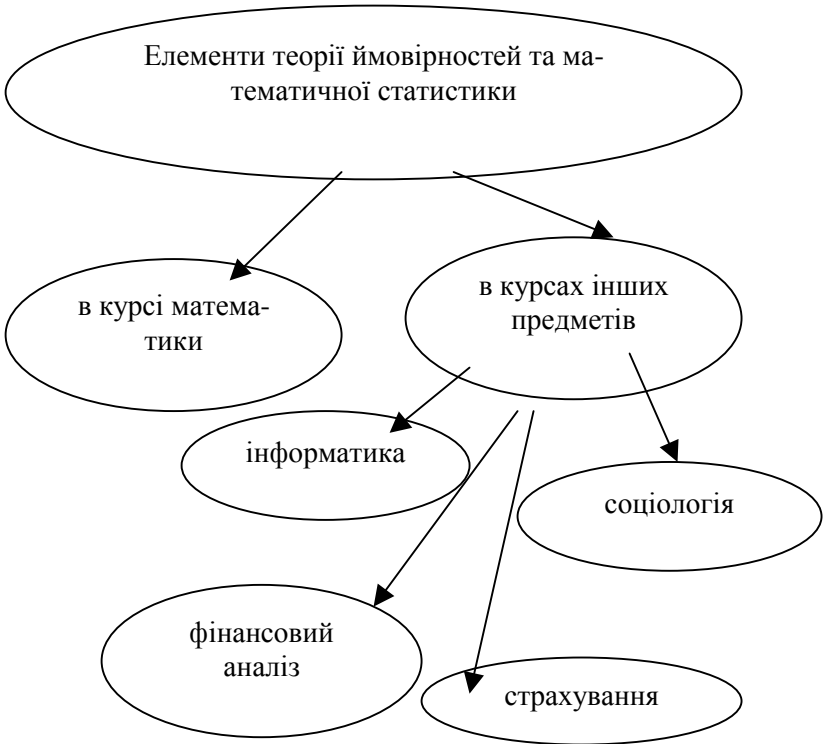 Елементи теорії ймовірностей та ма-
тематичної статистики
в курсі матема-
тики
в курсах інших
предметів
інформатика
соціологія
фінансовий
аналіз
страхування